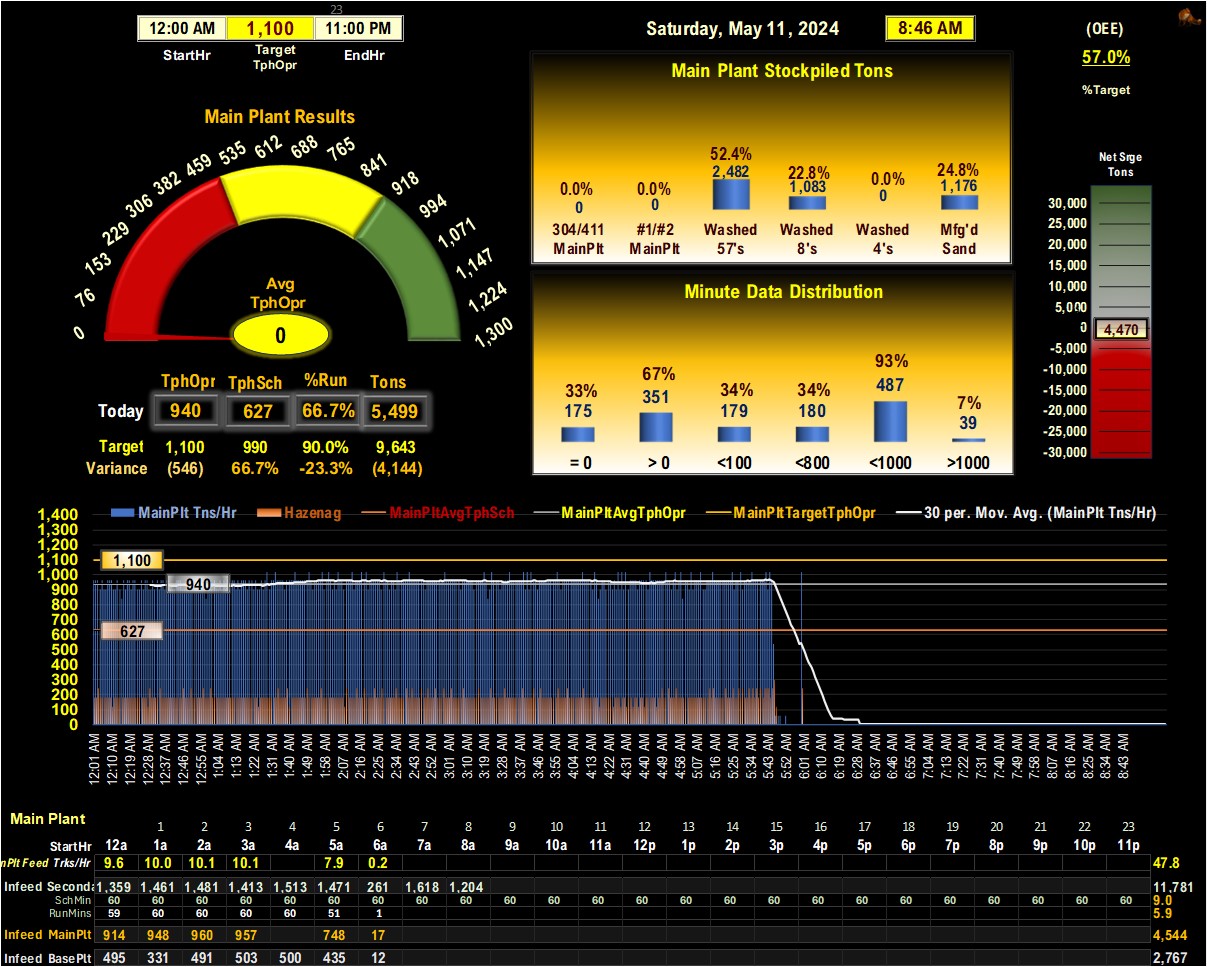 23
12:00 AM 1,100 11:00 PM
StartHr Target TphOpr EndHr
Saturday, May 11, 2024
8:46 AM
(OEE)
57.0%
%Target
Main Plant Results
0 76 153 229 306 382 459 535 612 688 765 841 918 994 1,071 1,147 1,224 1,300
Avg
TphOpr
0
TphOpr TphSch %Run Tons
Today 940 627 66.7% 5,499
Target 1,100 990 90.0% 9,643
Variance (546) 66.7% -23.3% (4,144)
Main Plant Stockpiled Tons
0.0% 0.0% 52.4% 22.8% 0.0% 24.8%
0 0 2,482 1,083 0 1,176
304/411 #1/#2 Washed Washed Washed Mfg'd
MainPlt MainPlt 57's 8's 4's Sand
Minute Data Distribution
33% 67% 34% 34% 93% 7%
175 351 179 180 487 39
= 0 > 0 <100 <800 <1000 >1000
Net Srge
Tons
30,000
25,000
20,000
15,000
10,000
5,000
0
4,470
-5,000
-10,000
-15,000
-20,000
-25,000
-30,000
MainPlt Tns/Hr Hazenag MainPltAvgTphSch MainPltAvgTphOpr MainPltTargetTphOpr 30 per. Mov. Avg. (MainPlt Tns/Hr)
1,400
1,300
1,200
1,100
1,000
900
800
700
600
500
400
300
200
100
0
1,100
940
627
12:01 AM 12:10 AM 12:19 AM 12:28 AM 12:37 AM 12:46 AM 12:55 AM 1:04 AM 1:13 AM 1:22 AM 1:31 AM 1:40 AM 1:49 AM 1:58 AM 2:07 AM 2:16 AM 2:25 AM 2:34 AM 2:43 AM 2:52 AM 3:01 AM 3:10 AM 3:19 AM 3:28 AM 3:37 AM 3:46 AM 3:55 AM 4:04 AM 4:13 AM 4:22 AM 4:31 AM 4:40 AM 4:49 AM 4:58 AM 5:07 AM 5:16 AM 5:25 AM 5:34 AM 5:43 AM 5:52 AM 6:01 AM 6:10 AM 6:19 AM 6:28 AM 6:37 AM 6:46 AM 6:55 AM 7:04 AM 7:13 AM 7:22 AM 7:31 AM 7:40 AM 7:49 AM 7:58 AM 8:07 AM 8:16 AM 8:25 AM 8:34 AM 8:43 AM
Main Plant
1 2 3 4 5 6 7 8 9 10 11 12 13 14 15 16 17 18 19 20 21 22 23
StartHr 12a 1a 2a 3a 4a 5a 6a 7a 8a 9a 10a 11a 12p 1p 2p 3p 4p 5p 6p 7p 8p 9p 10p 11p
nPlt Feed Trks/Hr 9.6 10.0 10.1 10.1 7.9 0.2 47.8
Infeed Seconda 1,359 1,461 1,481 1,413 1,513 1,471 261 1,618 1,204 11,781
SchMin 60 60 60 60 60 60 60 60 60 60 60 60 60 60 60 60 60 60 60 60 60 60 60 60 9.0
RunMins 59 60 60 60 60 51 1 5.9
Infeed MainPlt 914 948 960 957 748 17 4,544
Infeed BasePlt 495 331 491 503 500 435 12 2,767